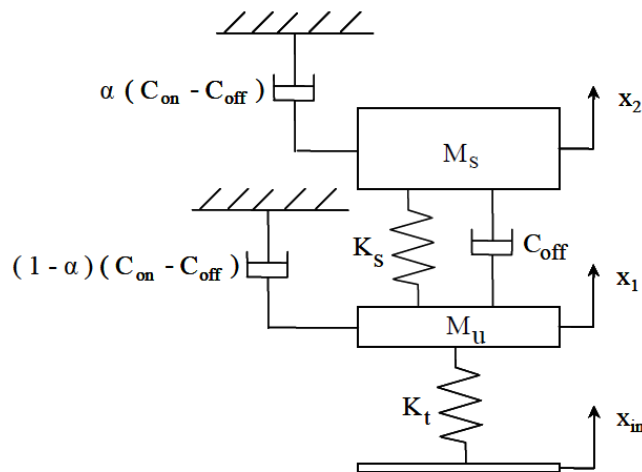 α ( C_on - C_off )
x_2
M_s
K_s
C_off
( 1 - α ) ( C_on - C_off )
x_1
M_u
K_t
x_in